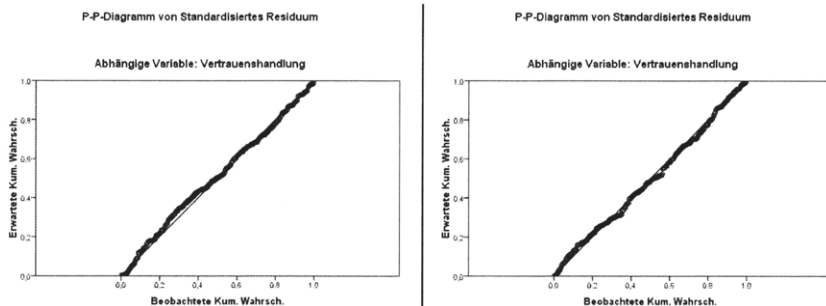 P-P-Diagramm von Standardisiertes Residuum
Abhängige Variable: Vertrauenshandlung
Erwartete Kum. Wahrsch.
1,0
0,8
0,6
0,4
0,2
0,0
0,0 0,2 0,4 0,6 0,8 1,0
Beobachtete Kum. Wahrsch.
P-P-Diagramm von Standardisiertes Residuum
Abhängige Variable: Vertrauenshandlung
Erwartete Kum. Wahrsch.
1,0
0,8
0,6
0,4
0,2
0,0
0,0 0,2 0,4 0,6 0,8 1,0
Beobachtete Kum. Wahrsch.